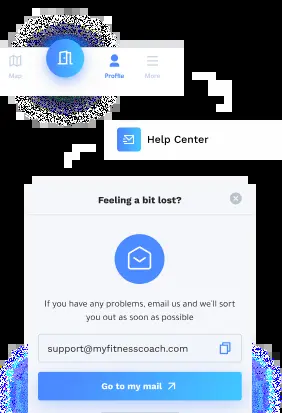 Map
Profile
More
Help Center
Feeling a bit lost?
If you have any problems, email us and we'll sort
you out as soon as possible
support@myfitnesscoach.com
Go to my mail